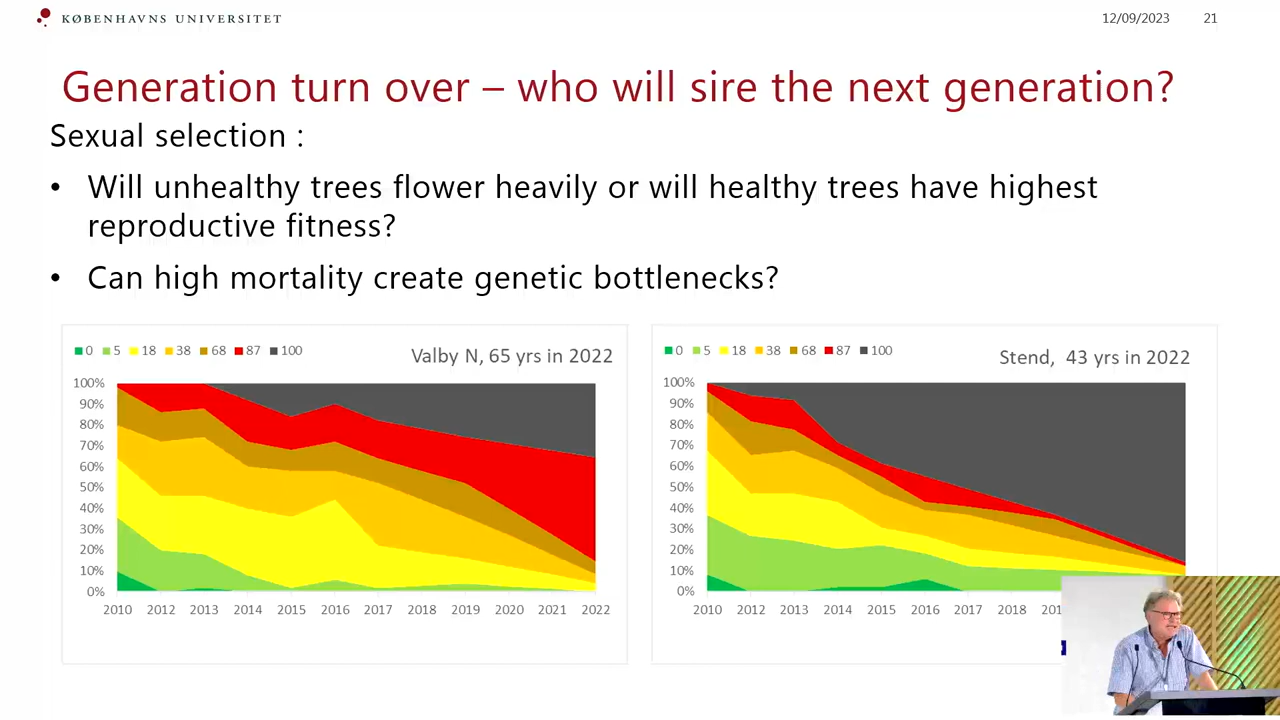 KØBENHAVNS UNIVERSITET
12/09/2023 21
Generation turn over – who will sire the next generation?
Sexual selection :
• Will unhealthy trees flower heavily or will healthy trees have highest
reproductive fitness?
• Can high mortality create genetic bottlenecks?
0 5 18 38 68 87 100
Valby N, 65 yrs in 2022
100%
90%
80%
70%
60%
50%
40%
30%
20%
10%
0%
2010 2012 2013 2014 2015 2016 2017 2018 2019 2020 2021 2022
0 5 18 38 68 87 100
Stend, 43 yrs in 2022
100%
90%
80%
70%
60%
50%
40%
30%
20%
10%
0%
2010 2012 2013 2014 2015 2016 2017 2018